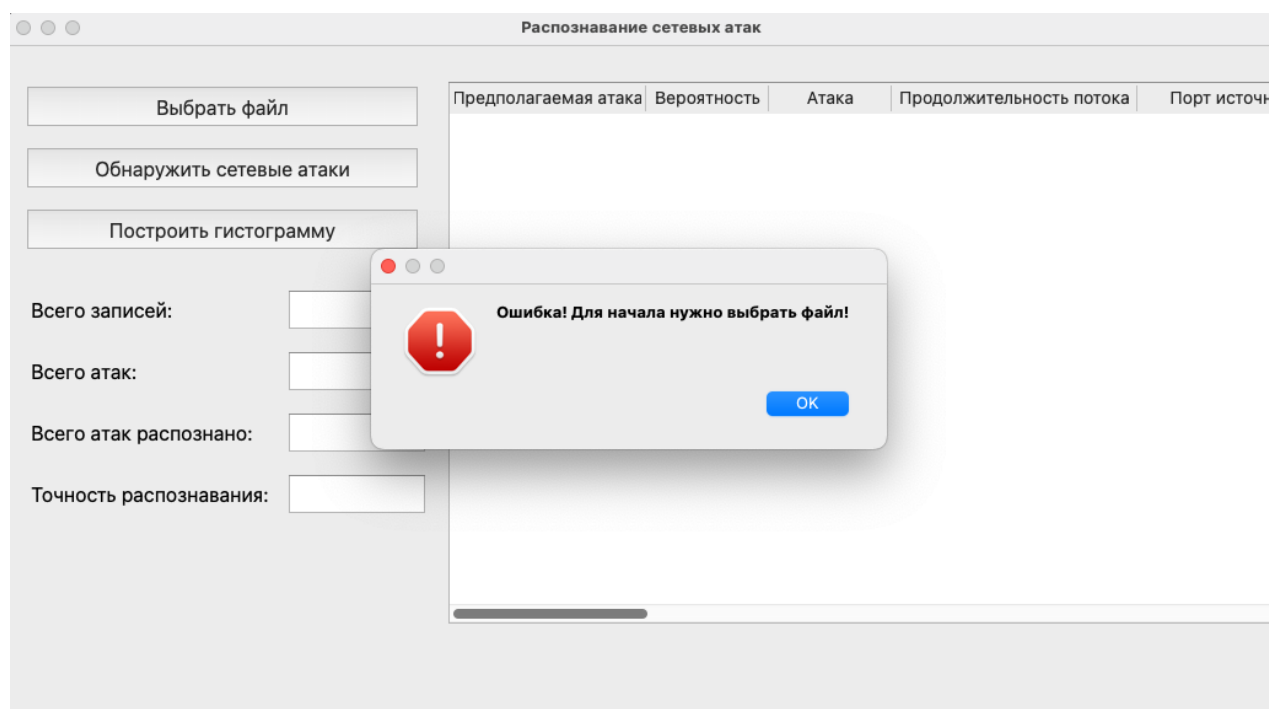 Распознавание сетевых атак
Выбрать файл
Обнаружить сетевые атаки
Построить гистограмму
Всего записей:
Всего атак:
Всего атак распознано:
Точность распознавания:
Предполагаемая атака Вероятность Атака Продолжительность потока Порт
Ошибка! Для начала нужно выбрать файл!
OK